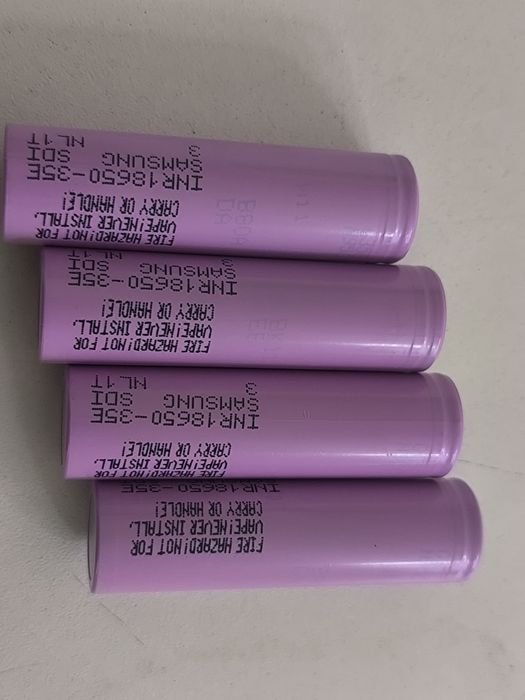 FIRE HAZARD!NOT FOR
VAPE!NEVER INSTALL,
CARRY OR HANDLE!
INR18650-35E
FIRE HAZARD!NOT FOR
VAPE!NEVER INSTALL,
CARRY OR HANDLE!
INR18650-35E
SAMSUNG SDI
3 NL1T
FIRE HAZARD!NOT FOR
VAPE!NEVER INSTALL,
CARRY OR HANDLE!
INR18650-35E
SAMSUNG SDI
3 NL1T
FIRE HAZARD!NOT FOR
VAPE!NEVER INSTALL,
CARRY OR HANDLE!
INR18650-35E
SAMSUNG SDI
3 NL1T